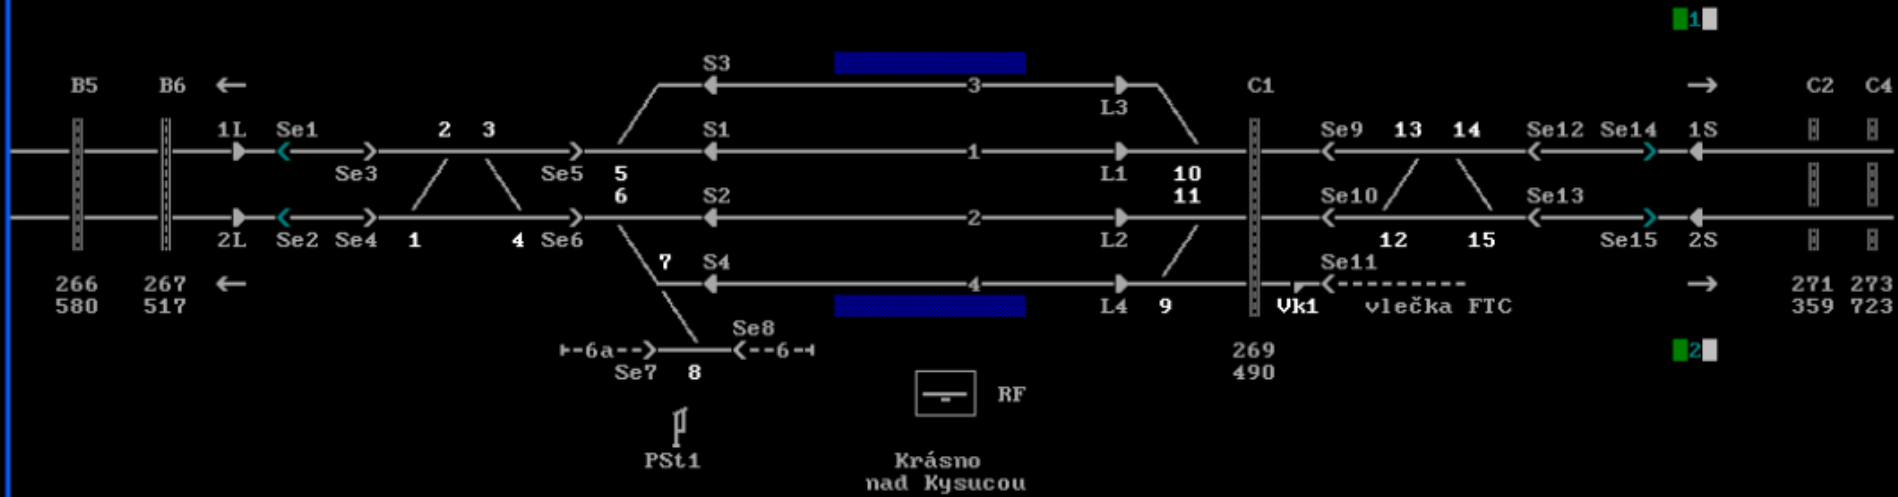 1
S3
B5 B6 ← 3 C1 → C2 C4
L3
1L Se1 2 3 S1 Se9 13 14 Se12 Se14 1S
1
Se3 Se5 5 L1 10
6 S2 11 Se10 Se13
2
2L Se2 Se4 1 4 Se6 L2 12 15 Se15 2S
7 S4 Se11
266 267 ← 4 → 271 273
580 517 L4 9 Vk1 vlečka FTC 359 723
Se8
6a 6 269 2
Se7 8 490
RF
PSt1 Krásno
nad Kysucou